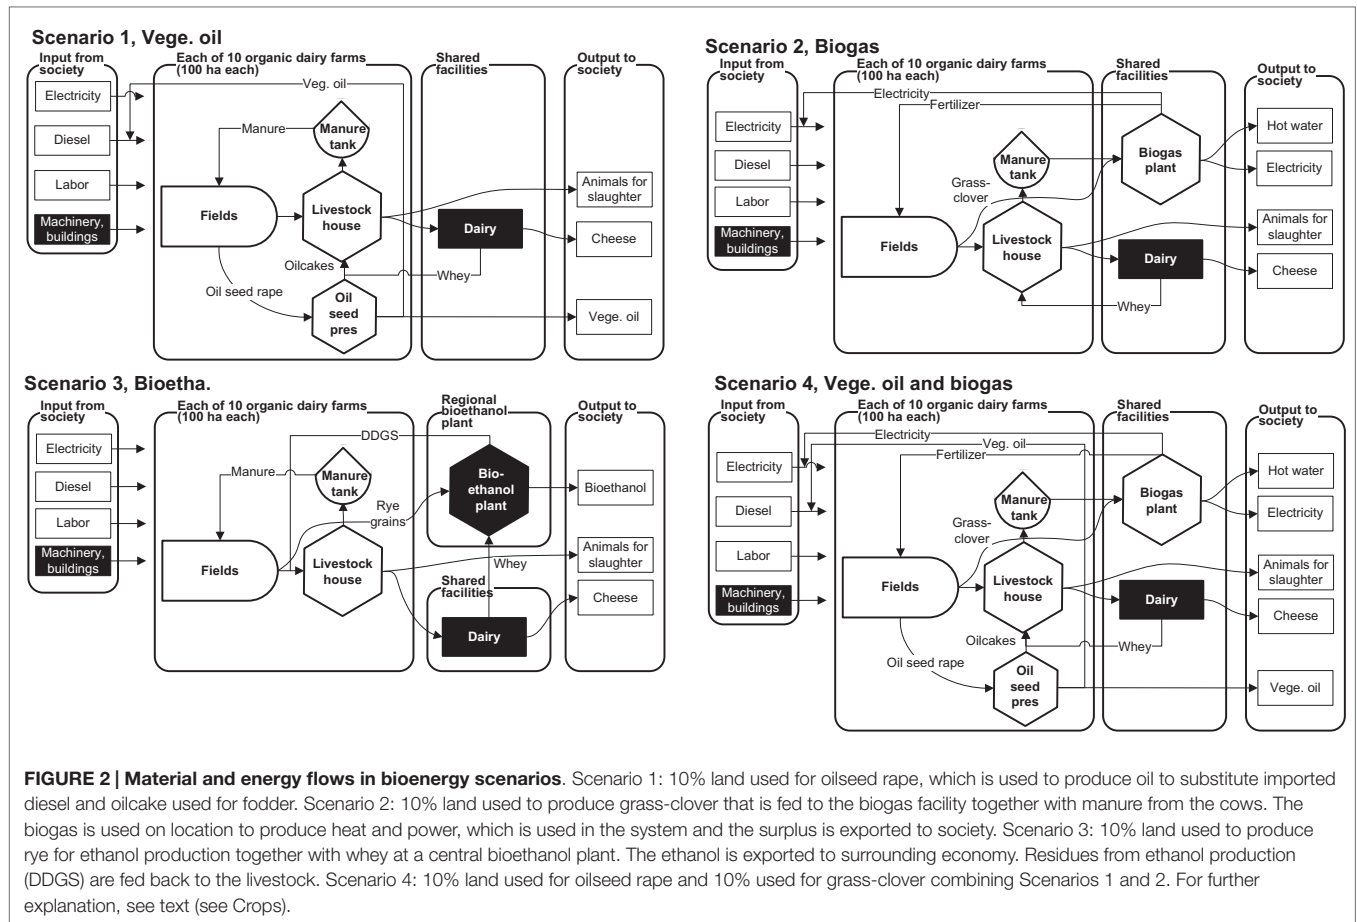 Scenario 1, Vege. oil
Input from
society
Each of 10 organic dairy farms
(100 ha each)
Shared
facilities
Output to
society
Veg. oil
Electricity
Diesel
Labor
Machinery,
buildings
Manure
Manure
tank
Fields
Livestock
house
Dairy
Animals for
slaughter
Cheese
Oilcakes
Whey
Oil seed rape
Oil
seed
pres
Vege. oil
Scenario 2, Biogas
Input from
society
Each of 10 organic dairy farms
(100 ha each)
Shared
facilities
Output to
society
Electricity
Fertilizer
Electricity
Diesel
Labor
Machinery,
buildings
Manure
tank
Biogas
plant
Hot water
Electricity
Grass-
clover
Fields
Livestock
house
Dairy
Animals for
slaughter
Cheese
Whey
Scenario 3, Bioetha.
Input from
society
Each of 10 organic dairy farms
(100 ha each)
Regional
bioethanol
plant
Output to
society
DDGS
Electricity
Diesel
Labor
Machinery,
buildings
Manure
Manure
tank
Rye
grains
Bio-
ethanol
plant
Bioethanol
Fields
Livestock
house
Whey
Animals for
slaughter
Shared
facilities
Cheese
Dairy
Scenario 4, Vege. oil and biogas
Input from
society
Each of 10 organic dairy farms
(100 ha each)
Shared
facilities
Output to
society
Electricity
Veg. oil
Fertilizer
Electricity
Diesel
Labor
Machinery,
buildings
Manure
tank
Biogas
plant
Hot water
Electricity
Grass-
clover
Fields
Livestock
house
Dairy
Animals for
slaughter
Cheese
Oilcakes
Whey
Oil seed rape
Oil
seed
pres
Vege. oil
FIGURE 2 | Material and energy flows in bioenergy scenarios. Scenario 1: 10% land used for oilseed rape, which is used to produce oil to substitute imported
diesel and oilcake used for fodder. Scenario 2: 10% land used to produce grass-clover that is fed to the biogas facility together with manure from the cows. The
biogas is used on location to produce heat and power, which is used in the system and the surplus is exported to society. Scenario 3: 10% land used to produce
rye for ethanol production together with whey at a central bioethanol plant. The ethanol is exported to surrounding economy. Residues from ethanol production
(DDGS) are fed back to the livestock. Scenario 4: 10% land used for oilseed rape and 10% used for grass-clover combining Scenarios 1 and 2. For further
explanation, see text (see Crops).